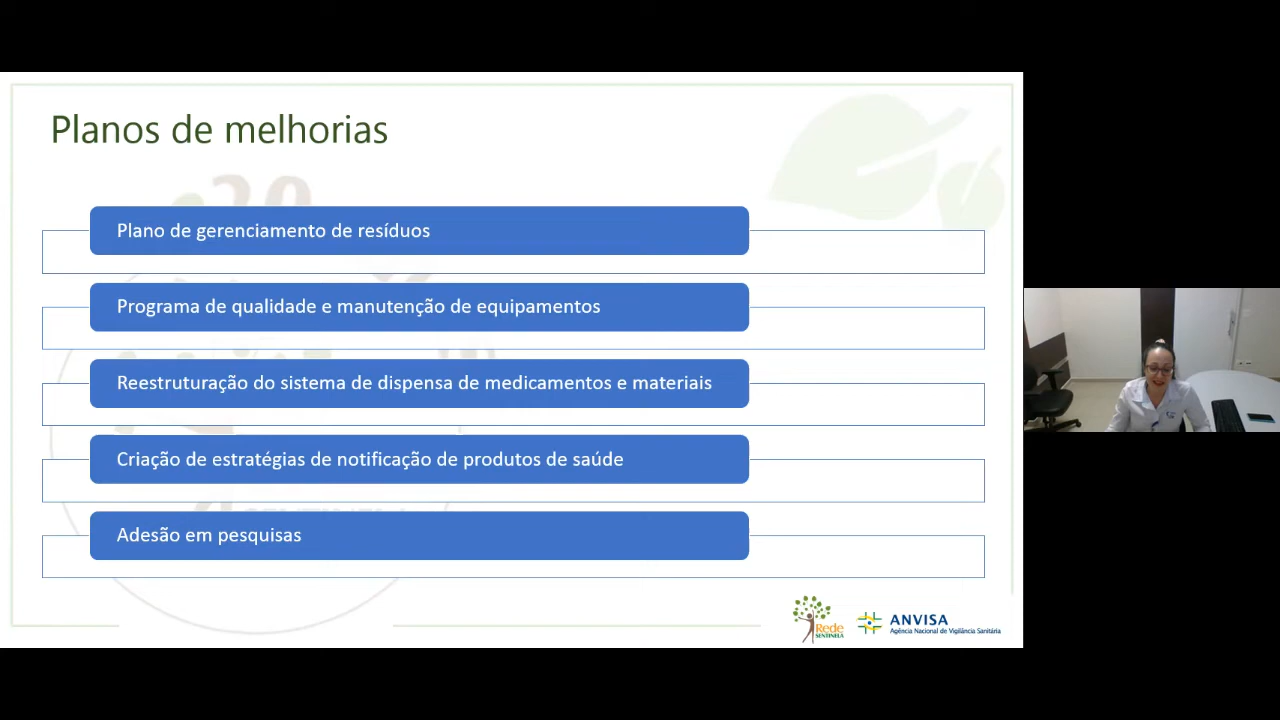 Planos de melhorias
20
Plano de gerenciamento de resíduos
Programa de qualidade e manutenção de equipamentos
Reestruturação do sistema de dispensa de medicamentos e materiais
Criação de estratégias de notificação de produtos de saúde
Adesão em pesquisas
Rede
SENTINELA
ANVISA
Agência Nacional de Vigilância Sanitária